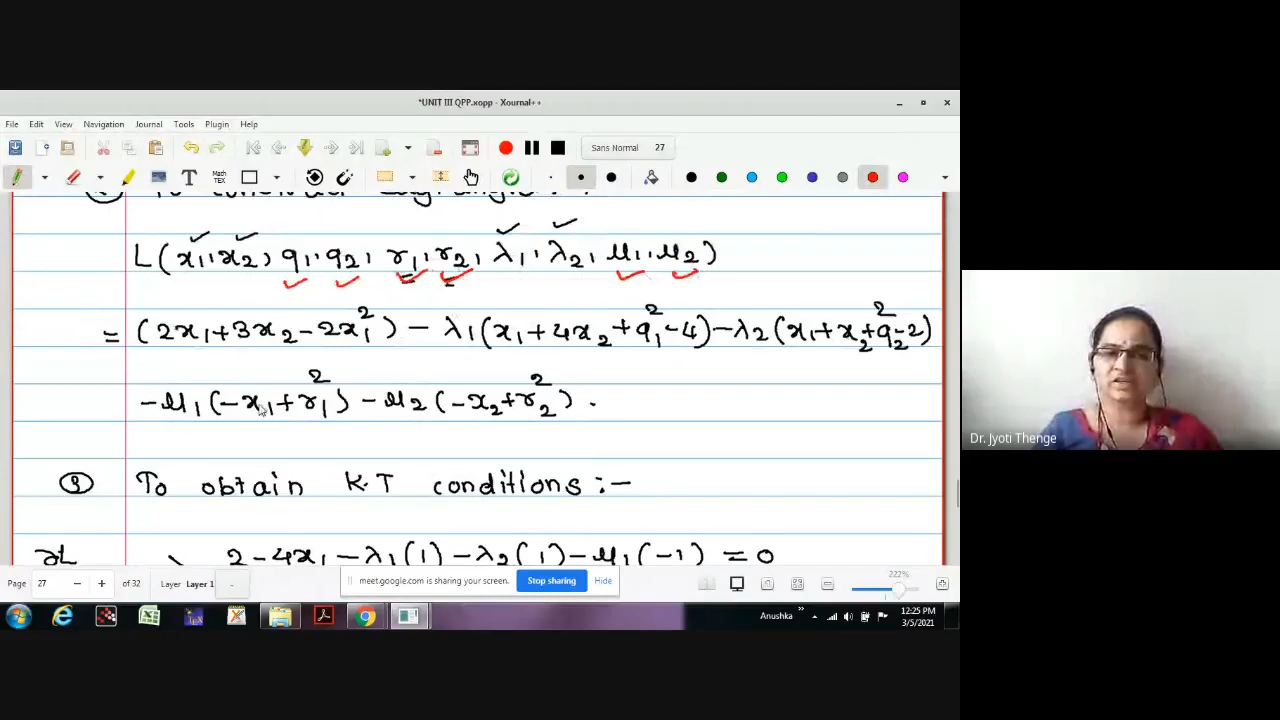 *UNIT III QPP.xopp - Xournal++
File Edit View Navigation Journal Tools Plugin Help
Sans Normal 27
L(x₁, x₂, q₁, q₂, r₁, r₂, λ₁, λ₂, μ₁, μ₂)
= (2x₁+3x₂-2x₁²) - λ₁(x₁+4x₂+q₁²-4) - λ₂(x₁+x₂+q₂²-2)
-μ₁(-x₁+r₁²) - μ₂(-x₂+r₂²).
③ To obtain K.T conditions :-
∂L 2-4x₁-λ₁(1)-λ₂(1)-μ₁(-1) = 0
Page 27 of 32 Layer Layer 1 222%
meet.google.com is sharing your screen. Stop sharing Hide
Anushka 12:25 PM
3/5/2021
Dr. Jyoti Thenge